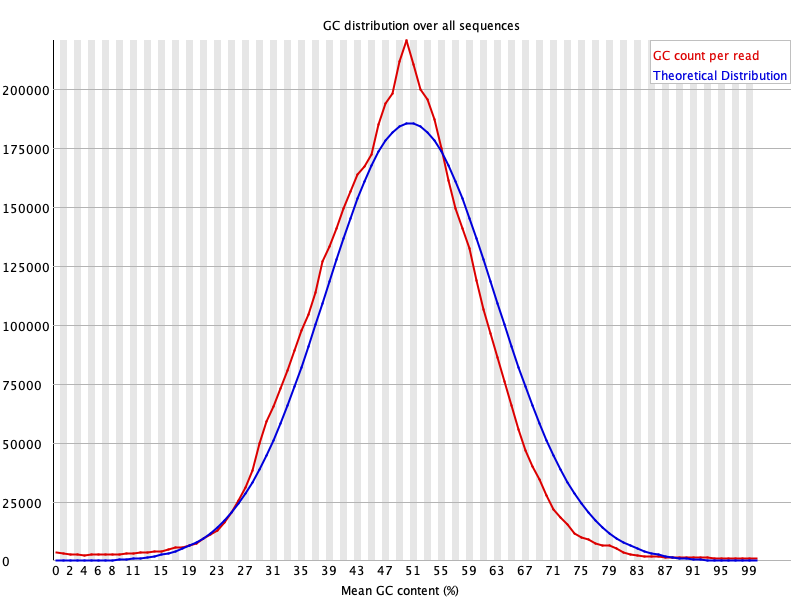 GC distribution over all sequences
GC count per read
Theoretical Distribution
200000
175000
150000
125000
100000
75000
50000
25000
0
0 2 4 6 8 11 15 19 23 27 31 35 39 43 47 51 55 59 63 67 71 75 79 83 87 91 95 99
Mean GC content (%)